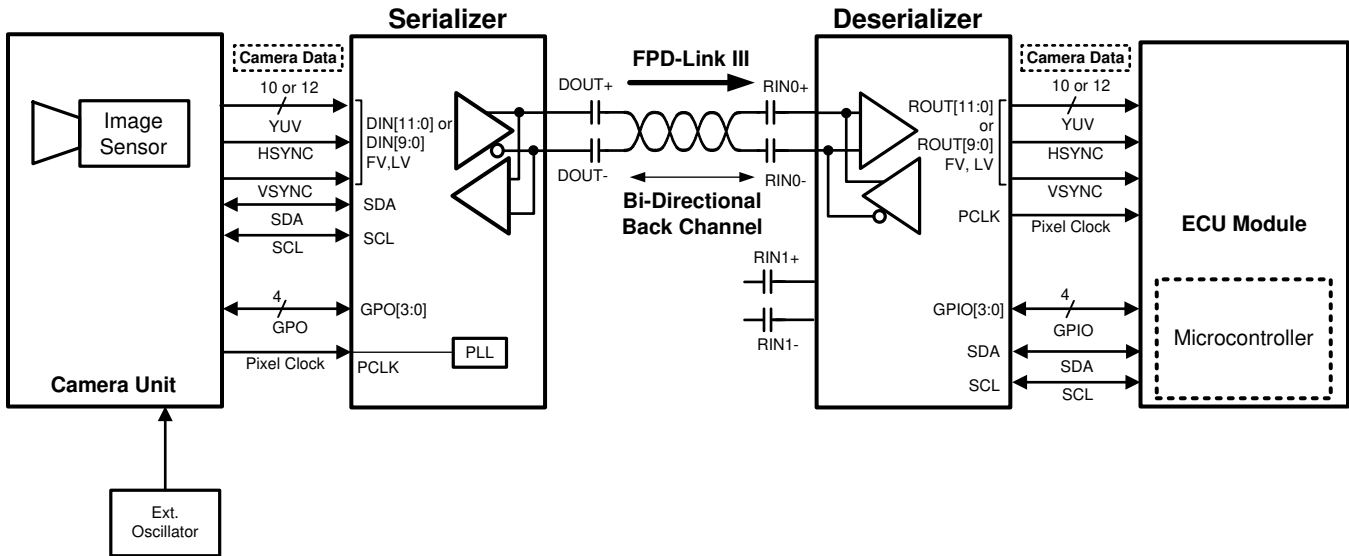 Serializer
Deserializer
Camera Data
FPD-Link III
Camera Data
10 or 12
YUV
HSYNC
VSYNC
SDA
SCL
4
GPO
Pixel Clock
Image
Sensor
Camera Unit
Ext.
Oscillator
DIN[11:0] or
DIN[9:0]
FV,LV
SDA
SCL
GPO[3:0]
PCLK
PLL
DOUT+
DOUT-
RIN0+
RIN0-
Bi-Directional
Back Channel
RIN1+
RIN1-
ROUT[11:0]
or
ROUT[9:0]
FV, LV
PCLK
GPIO[3:0]
SDA
SCL
10 or 12
YUV
HSYNC
VSYNC
Pixel Clock
4
GPIO
SDA
SCL
ECU Module
Microcontroller